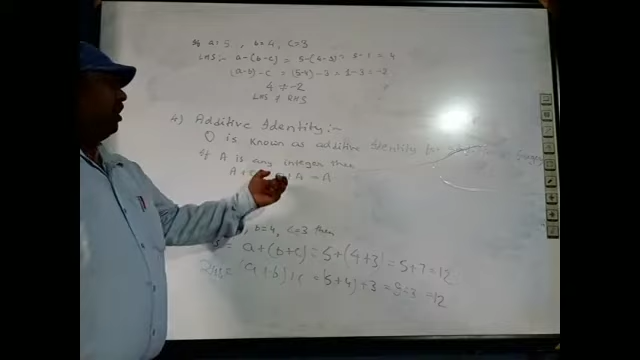 If a = 5, b = 4, c = 3
LHS :- a-(b-c) = 5-(4-3) = 5-1 = 4
(a-b)-c = (5-4)-3 = 1-3 = -2
4 ≠ -2
LHS ≠ RHS
4) Additive Identity:-
0 is known as additive identity for
If A is any integer then
A + A = A
b=4, c=3 then
= a+(b+c) = 5+(4+3) = 5+7 = 12
RHS = (a+b)+c = (5+4)+3 = 9+3 = 12